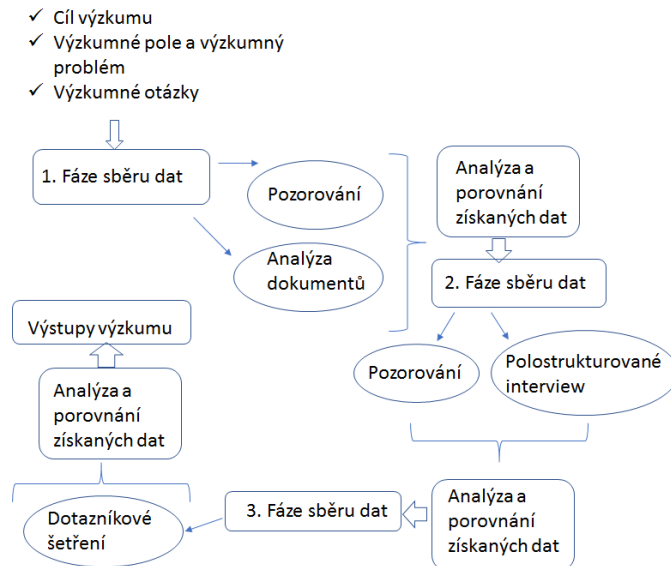 ✓ Cíl výzkumu
✓ Výzkumné pole a výzkumný
problém
✓ Výzkumné otázky
1. Fáze sběru dat
Pozorování
Analýza
dokumentů
Analýza a
porovnání
získaných dat
2. Fáze sběru dat
Pozorování
Polostrukturované
interview
Analýza a
porovnání
získaných dat
3. Fáze sběru dat
Dotazníkové
šetření
Analýza a
porovnání
získaných dat
Výstupy výzkumu